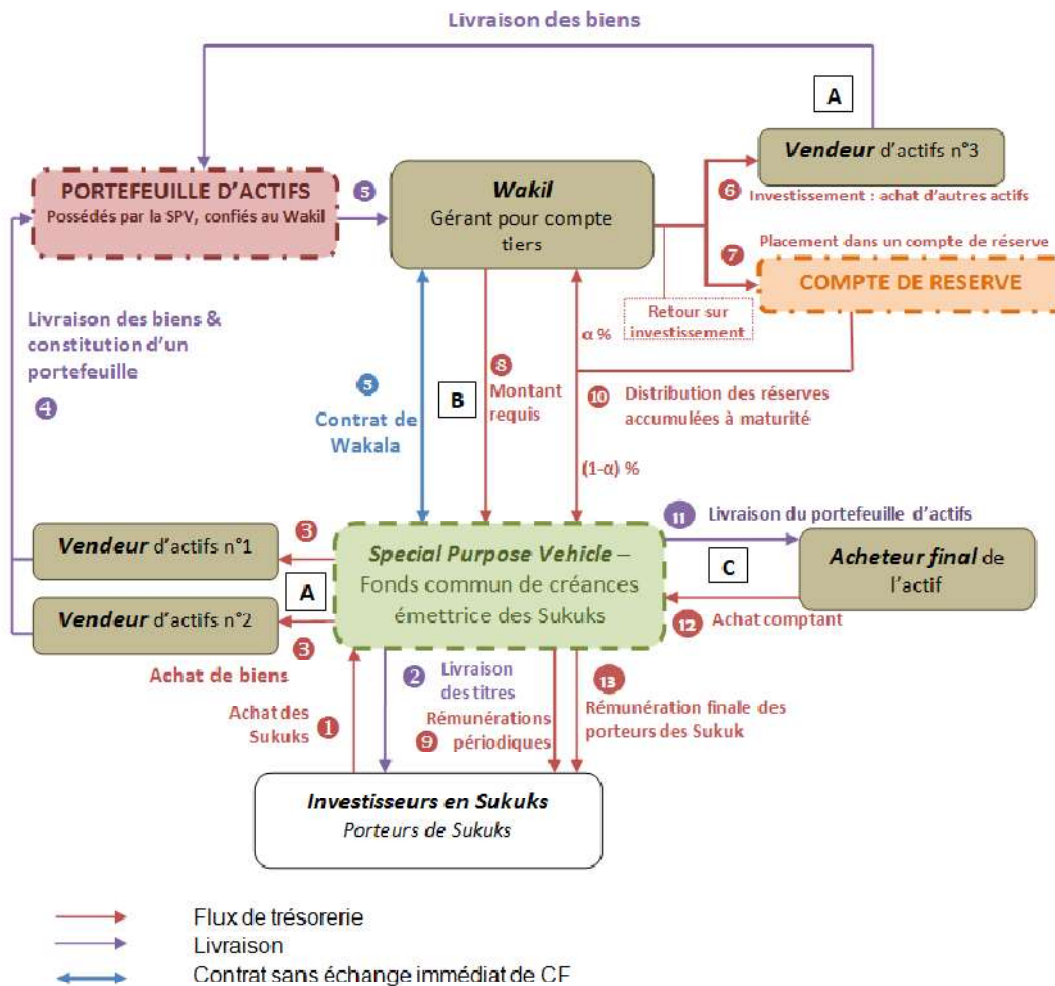 Livraison des biens
A
Vendeur d'actifs n°3
PORTEFEUILLE D'ACTIFS
Possédés par la SPV, confiés au Wakil
5
Wakil
Gérant pour compte
tiers
6
Investissement : achat d'autres actifs
Placement dans un compte de réserve
7
COMPTE DE RESERVE
Retour sur
investissement
α %
Livraison des biens &
constitution d'un
portefeuille
4
5
Contrat de
Wakala
B
8
Montant
requis
10 Distribution des réserves
accumulées à maturité
(1-α) %
11 Livraison du portefeuille d'actifs
Vendeur d'actifs n°1
3
A
Vendeur d'actifs n°2
3
Achat de biens
Special Purpose Vehicle –
Fonds commun de créances
émettrice des Sukuks
C
Acheteur final de
l'actif
12 Achat comptant
Achat des
Sukuks 1
2 Livraison
des titres
Rémunérations
9 périodiques
13
Rémunération finale des
porteurs des Sukuk
Investisseurs en Sukuks
Porteurs de Sukuks
Flux de trésorerie
Livraison
Contrat sans échange immédiat de CF